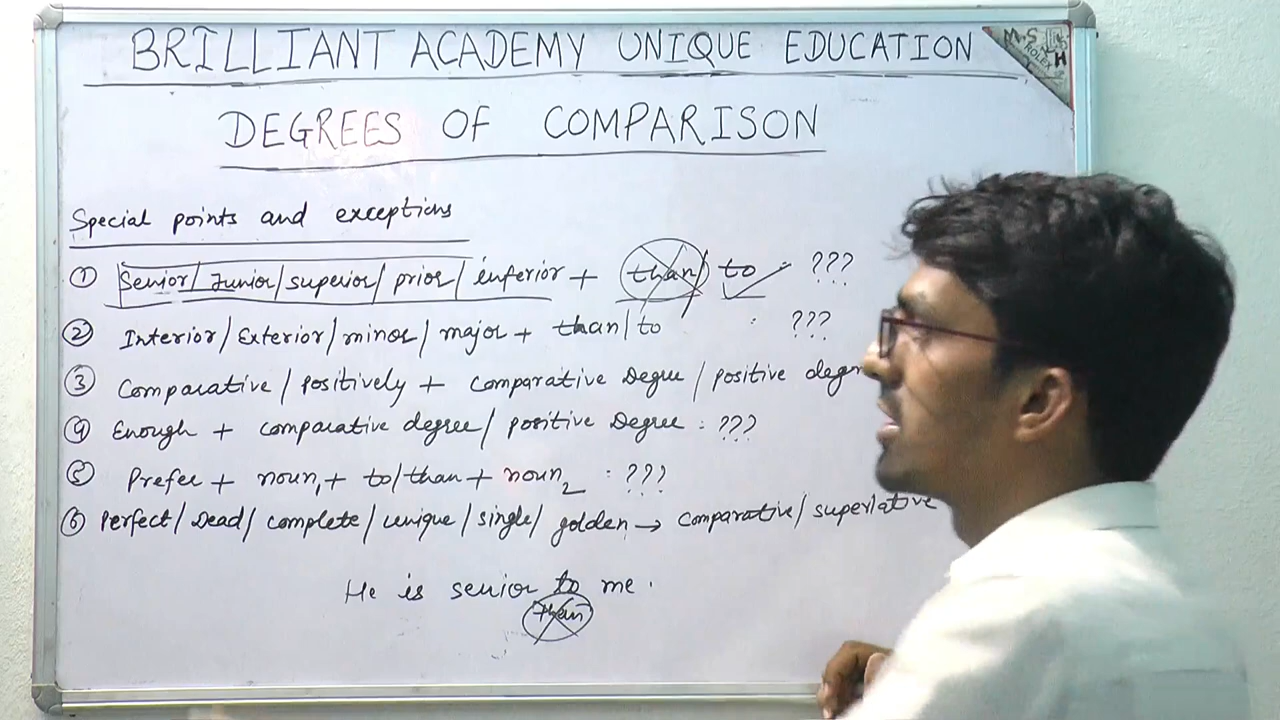 BRILLIANT ACADEMY UNIQUE EDUCATION
DEGREES OF COMPARISON
Special points and exceptions
① Senior/Junior/superior/prior/inferior + than/to ???
② Interior/Exterior/minor/major + than/to : ???
③ Comparative/positively + comparative Degree/positive
④ Enough + comparative degree/positive Degree : ???
⑤ Prefer + noun1 + to/than + noun2 : ???
⑥ Perfect/Dead/complete/unique/single/golden → comparative/superlative
He is senior to me.
than